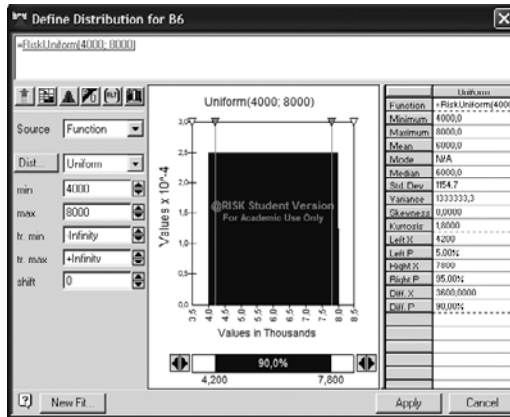 Define Distribution for B6
=RiskUniform(4000; 8000)
Source Function
Dist... Uniform
min 4000
max 8000
tr. min -Infinity
tr. max +Infinity
shift 0
Uniform(4000; 8000)
Values x 10^-4
3,0
2,5
2,0
1,5
1,0
0,5
0,0
@RISK Student Version
For Academic Use Only
3,5 4,0 4,5 5,0 5,5 6,0 6,5 7,0 7,5 8,0 8,5
Values in Thousands
90,0%
4,200 7,800
Uniform
Function =RiskUniform(4000
Minimum 4000,0
Maximum 8000,0
Mean 6000,0
Mode N/A
Median 6000,0
Std. Dev 1154,7
Variance 1333333,3
Skewness 0,0000
Kurtosis 1,8000
Left X 4200
Left P 5,00%
Right X 7800
Right P 95,00%
Diff. X 3600,0000
Diff. P 90,00%
New Fit... Apply Cancel